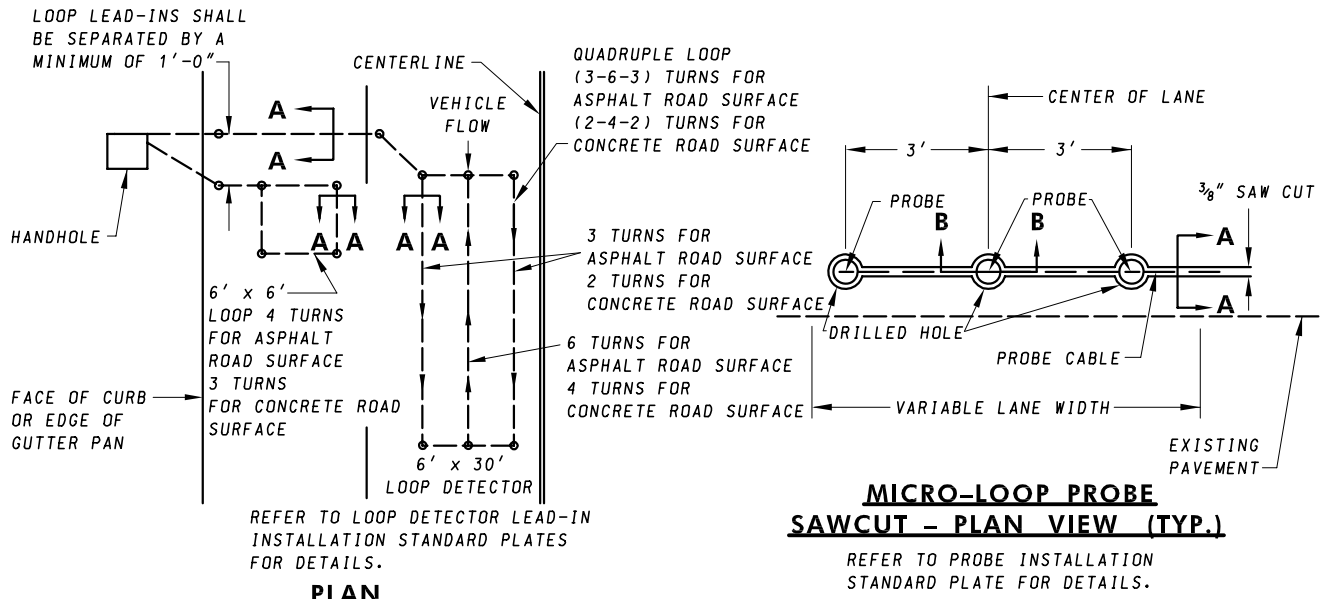 LOOP LEAD-INS SHALL
BE SEPARATED BY A
MINIMUM OF 1'-0"
CENTERLINE
VEHICLE
FLOW
QUADRUPLE LOOP
(3-6-3) TURNS FOR
ASPHALT ROAD SURFACE
(2-4-2) TURNS FOR
CONCRETE ROAD SURFACE
A
A
A A
A A
HANDHOLE
3 TURNS FOR
ASPHALT ROAD SURFACE
2 TURNS FOR
CONCRETE ROAD SURFACE
6' x 6'
LOOP 4 TURNS
FOR ASPHALT
ROAD SURFACE
3 TURNS
FOR CONCRETE ROAD
SURFACE
6 TURNS FOR
ASPHALT ROAD SURFACE
4 TURNS FOR
CONCRETE ROAD SURFACE
FACE OF CURB
OR EDGE OF
GUTTER PAN
6' x 30'
LOOP DETECTOR
REFER TO LOOP DETECTOR LEAD-IN
INSTALLATION STANDARD PLATES
FOR DETAILS.
PLAN
CENTER OF LANE
3'
3'
3/8" SAW CUT
PROBE
PROBE
B
B
A
A
DRILLED HOLE
PROBE CABLE
VARIABLE LANE WIDTH
EXISTING
PAVEMENT
MICRO-LOOP PROBE
SAWCUT - PLAN VIEW (TYP.)
REFER TO PROBE INSTALLATION
STANDARD PLATE FOR DETAILS.